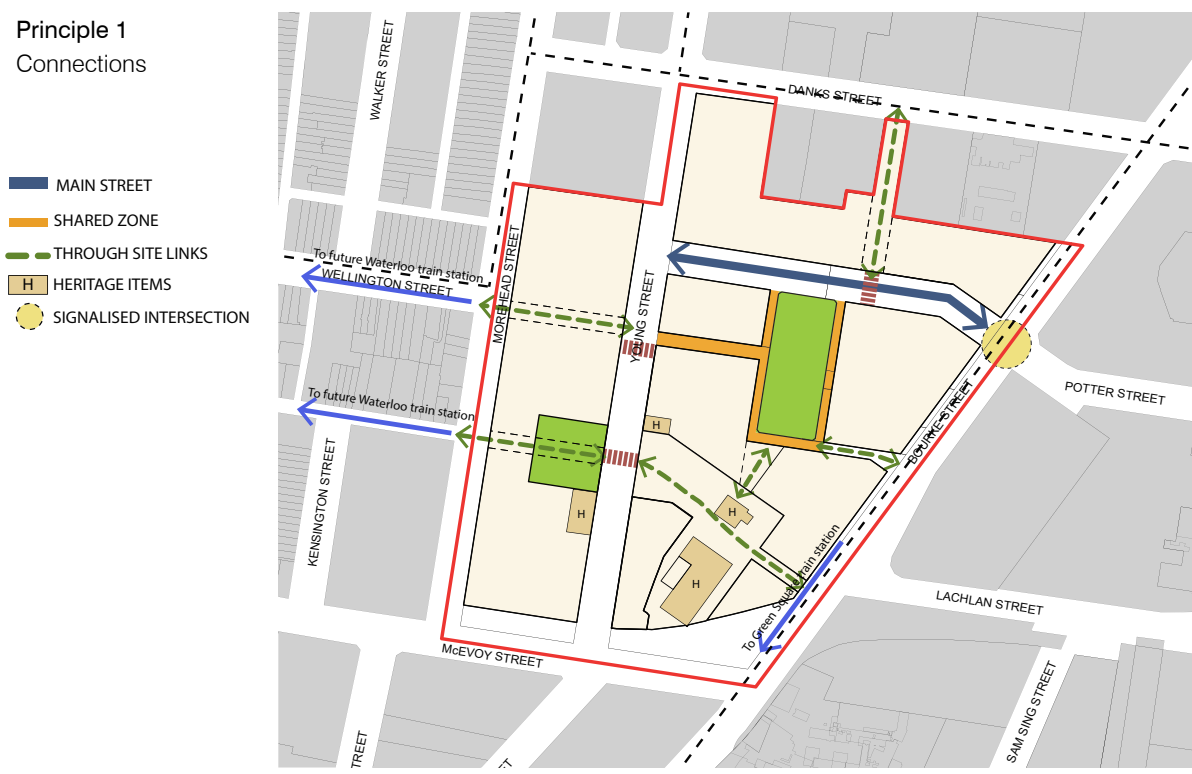 Principle 1
Connections
MAIN STREET
SHARED ZONE
THROUGH SITE LINKS
H HERITAGE ITEMS
SIGNALISED INTERSECTION
WALKER STREET
DANKS STREET
To future Waterloo train station
WELLINGTON STREET
MOREHEAD STREET
YOUNG STREET
To future Waterloo train station
KENSINGTON STREET
POTTER STREET
BOURKE STREET
H
H
H
H
To Green Square train station
LACHLAN STREET
McEVOY STREET
SAM SING STREET
STREET
ET